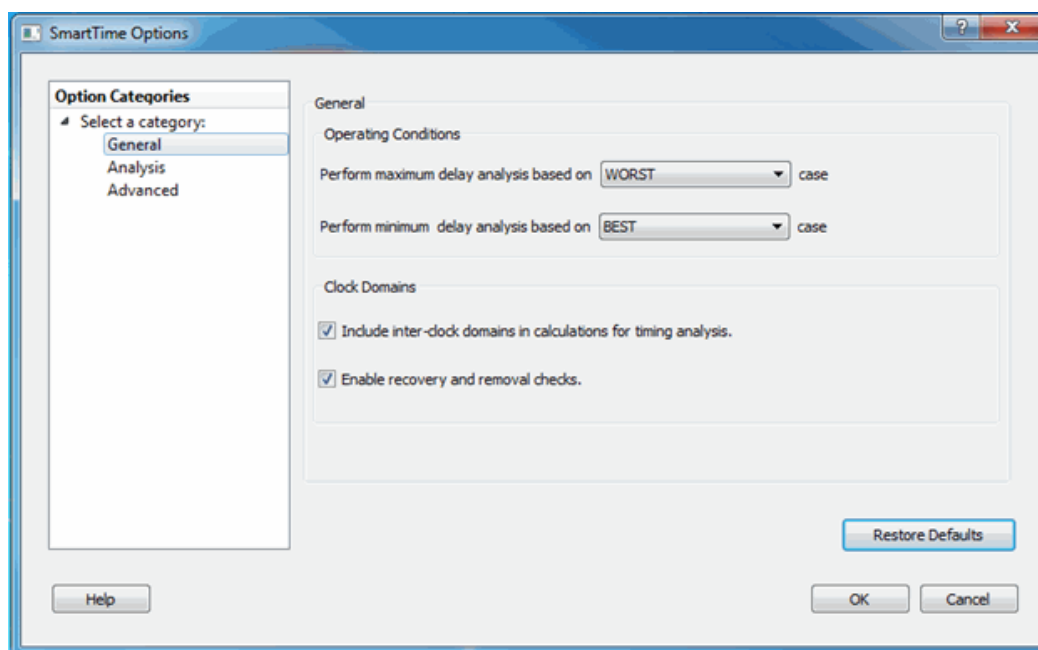 SmartTime Options
Option Categories
Select a category:
General
Analysis
Advanced
General
Operating Conditions
Perform maximum delay analysis based on WORST case
Perform minimum delay analysis based on BEST case
Clock Domains
Include inter-clock domains in calculations for timing analysis.
Enable recovery and removal checks.
Restore Defaults
Help OK Cancel